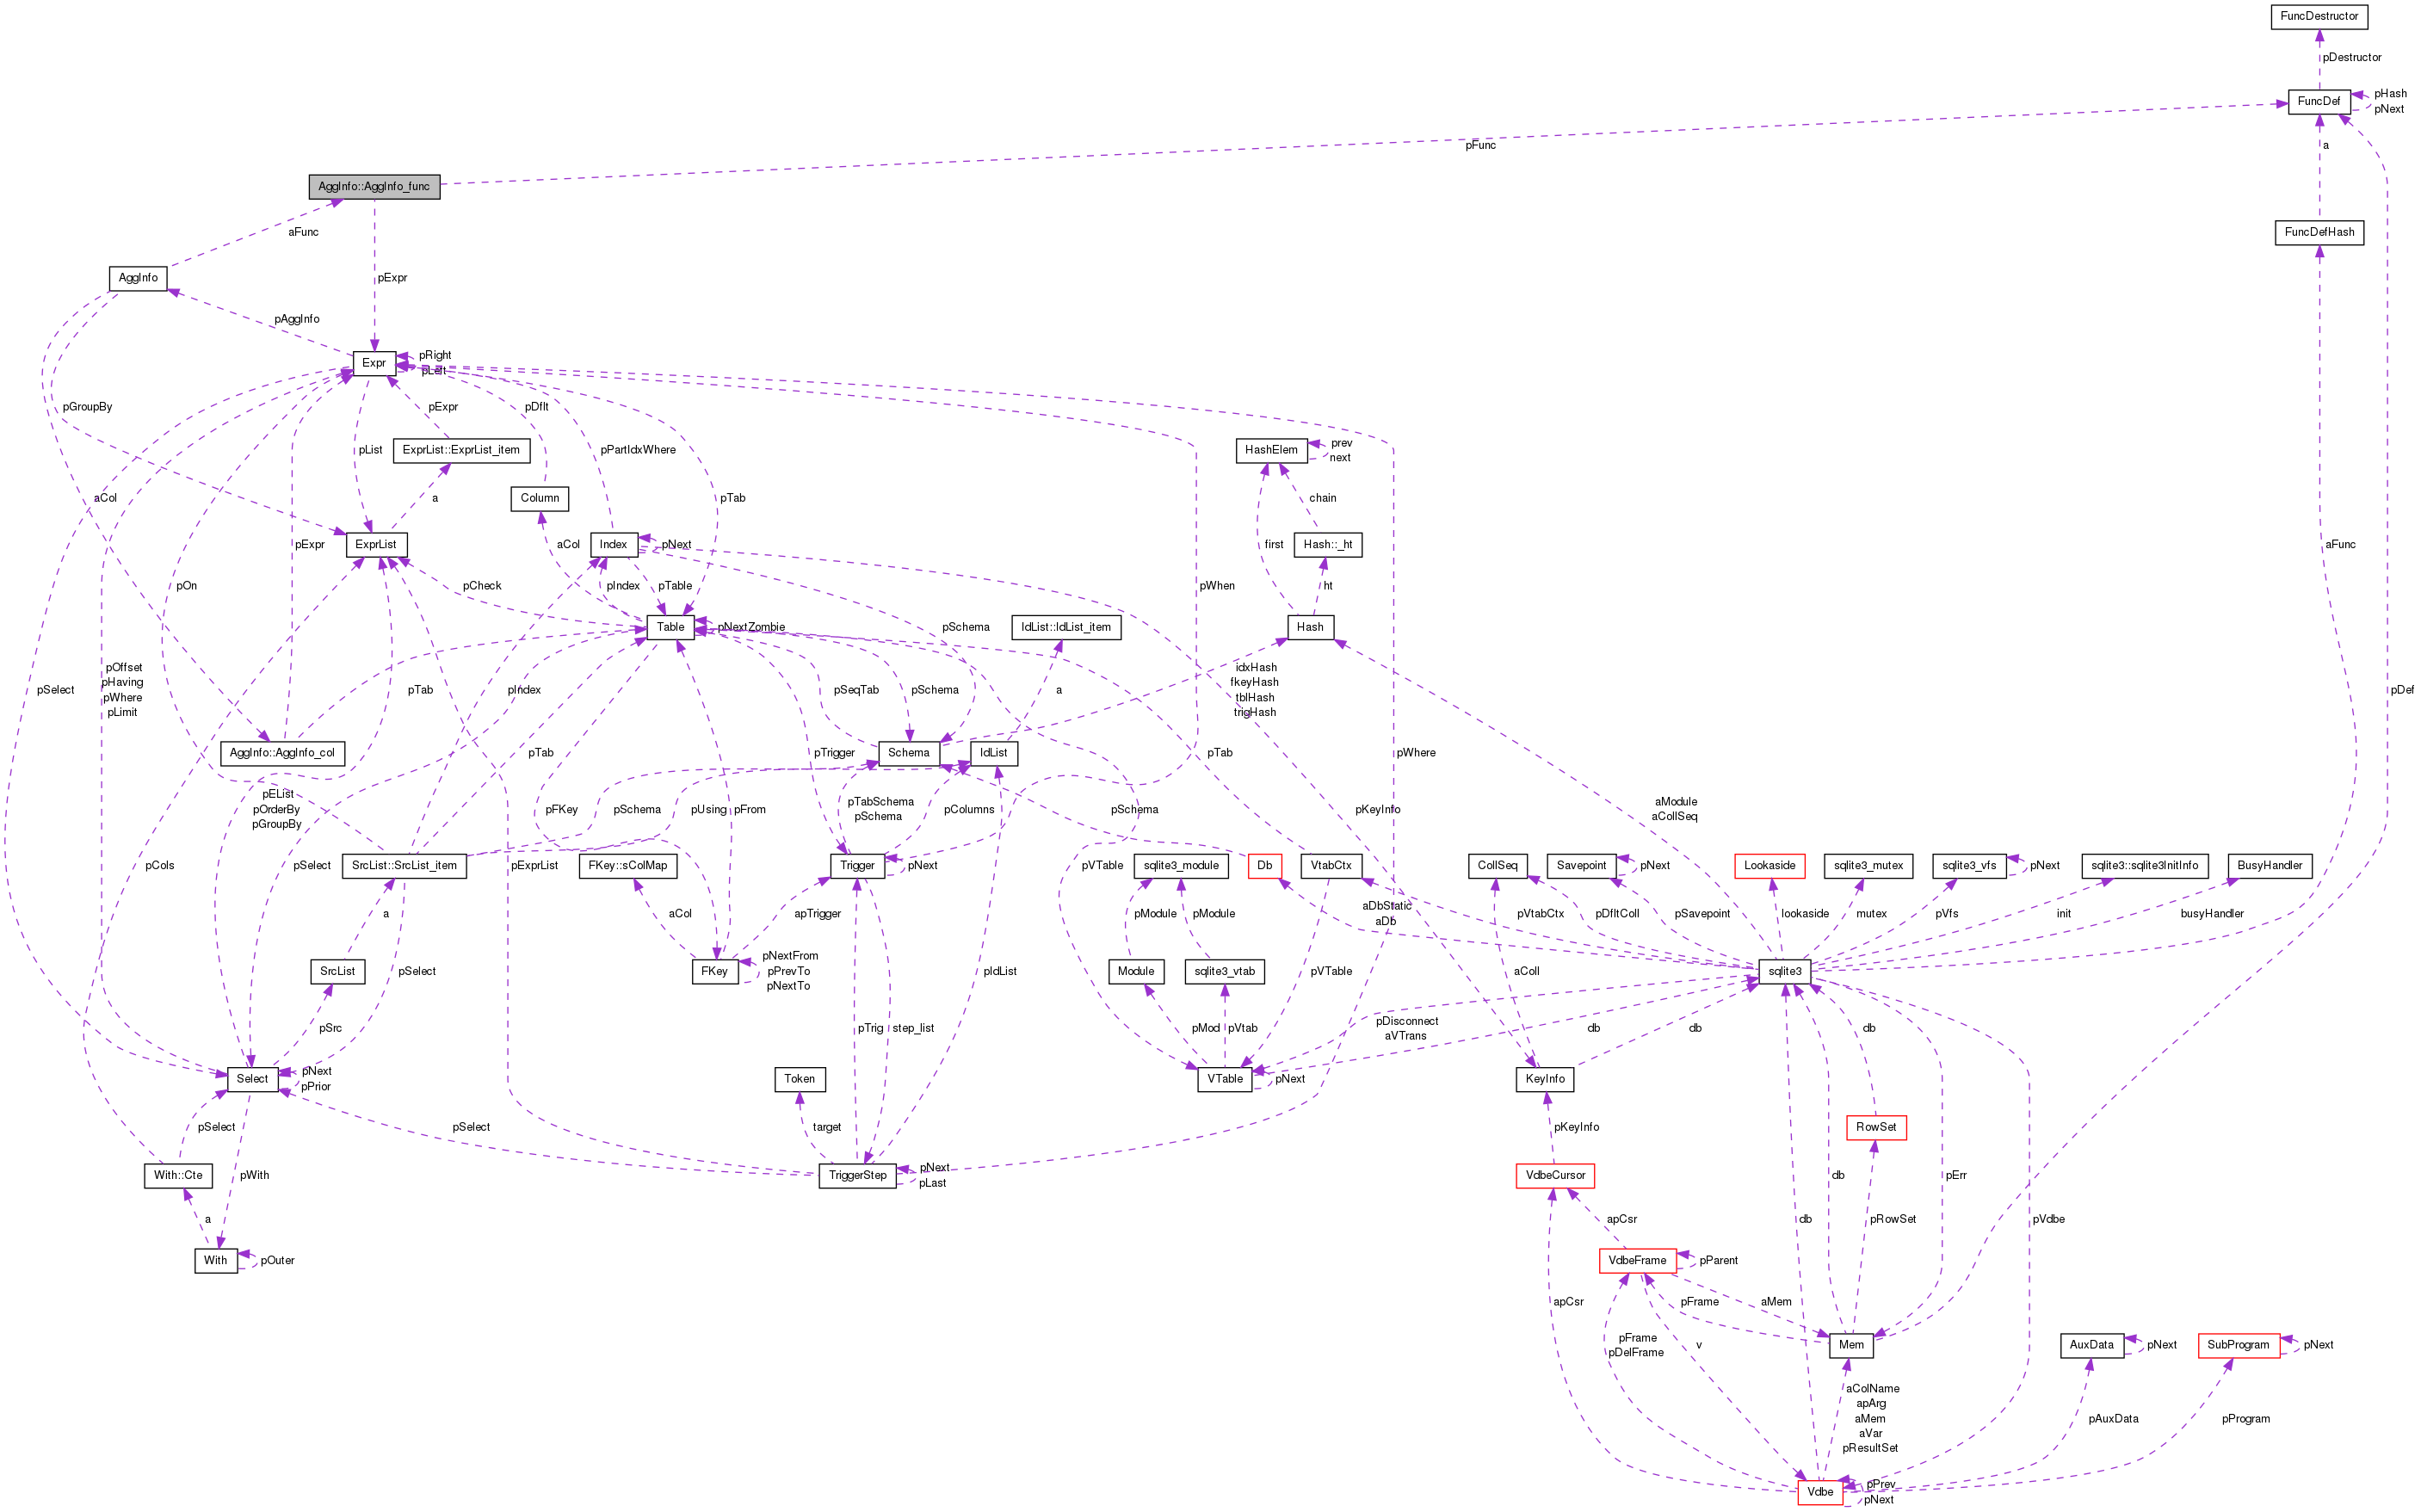 FuncDestructor
pDestructor
FuncDef
pHash
pNext
pFunc
a
AggInfo::AggInfo_func
aFunc
FuncDefHash
AggInfo
pExpr
pAggInfo
Expr
pRight
pLeft
pGroupBy
pExpr
pDflt
pList
ExprList::ExprList_item
pPartIdxWhere
HashElem
prev
next
aCol
a
Column
pTab
chain
pExpr
ExprList
aCol
Index
pNext
first
Hash::_ht
aFunc
pOn
pCheck
pIndex
pTable
pWhen
ht
Table
pNextZombie
pSchema
IdList::IdList_item
Hash
pOffset
pHaving
pWhere
pLimit
pSelect
pTab
pIndex
pSeqTab
pSchema
a
idxHash
fkeyHash
tblHash
trigHash
pDef
AggInfo::AggInfo_col
pTab
pTrigger
Schema
IdList
pTab
pWhere
pEList
pOrderBy
pGroupBy
pFKey
pFrom
pSchema
pUsing
pTabSchema
pSchema
pColumns
pSchema
pKeyInfo
aModule
aCollSeq
pCols
pSelect
SrcList::SrcList_item
pExprList
FKey::sColMap
Trigger
pNext
pVTable
sqlite3_module
Db
VtabCtx
CollSeq
Savepoint
pNext
Lookaside
sqlite3_mutex
sqlite3_vfs
pNext
sqlite3::sqlite3InitInfo
BusyHandler
a
aCol
apTrigger
pModule
pModule
aDbStatic
aDb
pVtabCtx
pDfltColl
pSavepoint
lookaside
mutex
pVfs
init
busyHandler
SrcList
pSelect
FKey
pNextFrom
pPrevTo
pNextTo
pIdList
Module
sqlite3_vtab
pVTable
aColl
sqlite3
pSrc
pTrig
step_list
pMod
pVtab
pDisconnect
aVTrans
db
db
db
Select
pNext
pPrior
Token
VTable
pNext
KeyInfo
pSelect
pSelect
target
pKeyInfo
RowSet
With::Cte
pWith
TriggerStep
pNext
pLast
VdbeCursor
db
pErr
a
apCsr
db
pRowSet
pVdbe
With
pOuter
VdbeFrame
pParent
apCsr
pFrame
aMem
pFrame
pDelFrame
v
Mem
AuxData
pNext
SubProgram
pNext
aColName
apArg
aMem
aVar
pResultSet
pAuxData
pProgram
Vdbe
pPrev
pNext